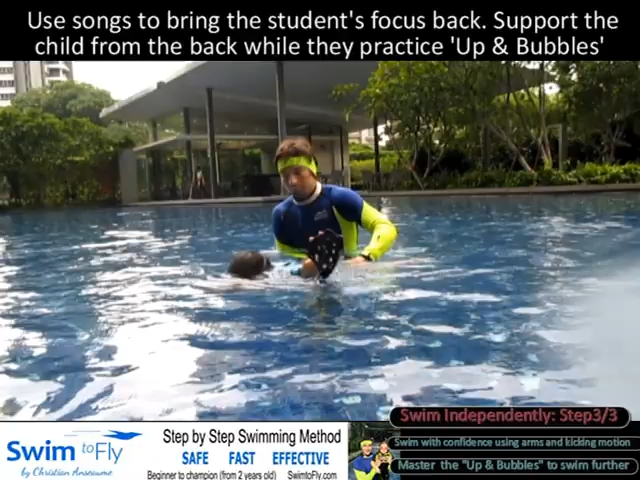 Use songs to bring the student's focus back. Support the
child from the back while they practice 'Up & Bubbles'
Swim Independently: Step3/3
Swim with confidence using arms and kicking motion
Master the "Up & Bubbles" to swim further
Swim to Fly
by Christian Ansceaume
Step by Step Swimming Method
SAFE FAST EFFECTIVE
Beginner to champion (from 2 years old) SwimtoFly.com